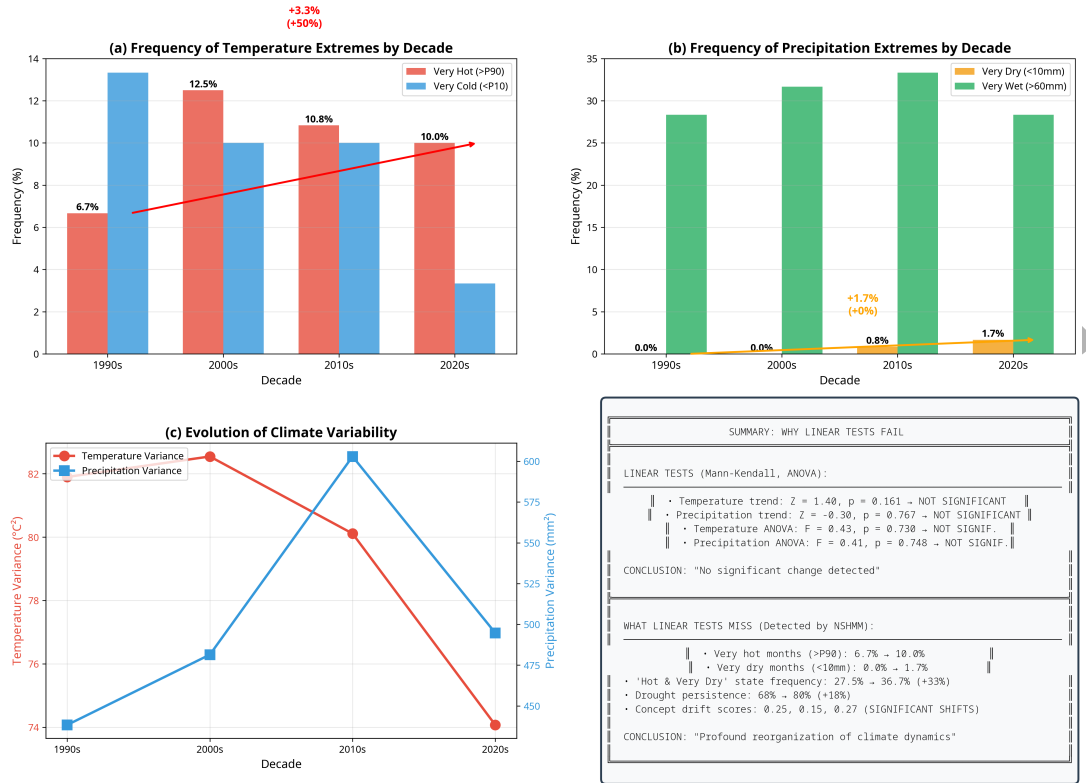 +3.3%
(+50%)
(a) Frequency of Temperature Extremes by Decade
Very Hot (>P90)
Very Cold (<P10)
Frequency (%)
14
12
10
8
6
4
2
0
6.7%
12.5%
10.8%
10.0%
1990s
2000s
2010s
2020s
Decade
(b) Frequency of Precipitation Extremes by Decade
Very Dry (<10mm)
Very Wet (>60mm)
Frequency (%)
35
30
25
20
15
10
5
0
+1.7%
(+0%)
0.0%
0.0%
0.8%
1.7%
1990s
2000s
2010s
2020s
Decade
(c) Evolution of Climate Variability
Temperature Variance
Precipitation Variance
Temperature Variance (°C²)
82
80
78
76
74
Precipitation Variance (mm²)
600
575
550
525
500
475
450
1990s
2000s
2010s
2020s
Decade
SUMMARY: WHY LINEAR TESTS FAIL
LINEAR TESTS (Mann-Kendall, ANOVA):
• Temperature trend: Z = 1.40, p = 0.161 → NOT SIGNIFICANT
• Precipitation trend: Z = -0.30, p = 0.767 → NOT SIGNIFICANT
• Temperature ANOVA: F = 0.43, p = 0.730 → NOT SIGNIF.
• Precipitation ANOVA: F = 0.41, p = 0.748 → NOT SIGNIF.
CONCLUSION: "No significant change detected"
WHAT LINEAR TESTS MISS (Detected by NSHMM):
• Very hot months (>P90): 6.7% → 10.0%
• Very dry months (<10mm): 0.0% → 1.7%
• 'Hot & Very Dry' state frequency: 27.5% → 36.7% (+33%)
• Drought persistence: 68% → 80% (+18%)
• Concept drift scores: 0.25, 0.15, 0.27 (SIGNIFICANT SHIFTS)
CONCLUSION: "Profound reorganization of climate dynamics"